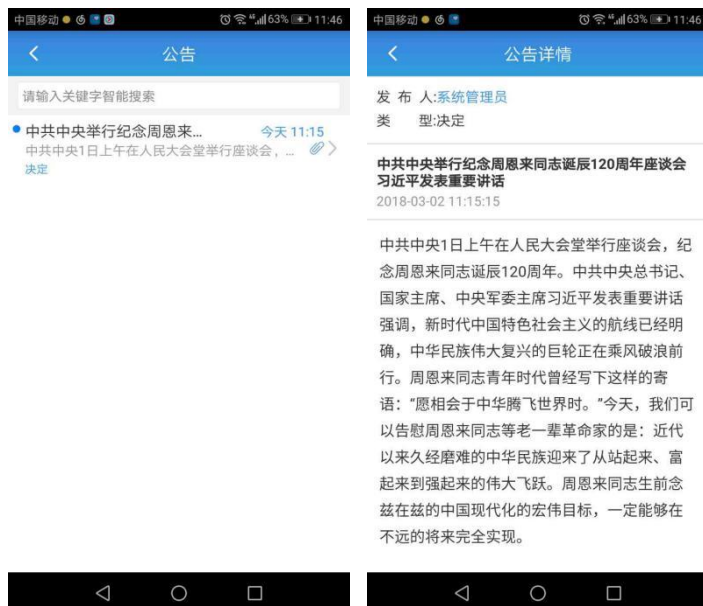 中国移动 46 63% 11:46
公告
请输入关键字智能搜索
中共中央举行纪念周恩来... 今天 11:15
中共中央1日上午在人民大会堂举行座谈会，...
决定
中国移动 46 63% 11:46
公告详情
发 布 人:系统管理员
类 型:决定
中共中央举行纪念周恩来同志诞辰120周年座谈会
习近平发表重要讲话
2018-03-02 11:15:15
中共中央1日上午在人民大会堂举行座谈会，纪
念周恩来同志诞辰120周年。中共中央总书记、
国家主席、中央军委主席习近平发表重要讲话
强调，新时代中国特色社会主义的航线已经明
确，中华民族伟大复兴的巨轮正在乘风破浪前
行。周恩来同志青年时代曾经写下这样的寄
语："愿相会于中华腾飞世界时。"今天，我们可
以告慰周恩来同志等老一辈革命家的是：近代
以来久经磨难的中华民族迎来了从站起来、富
起来到强起来的伟大飞跃。周恩来同志生前念
兹在兹的中国现代化的宏伟目标，一定能够在
不远的将来完全实现。